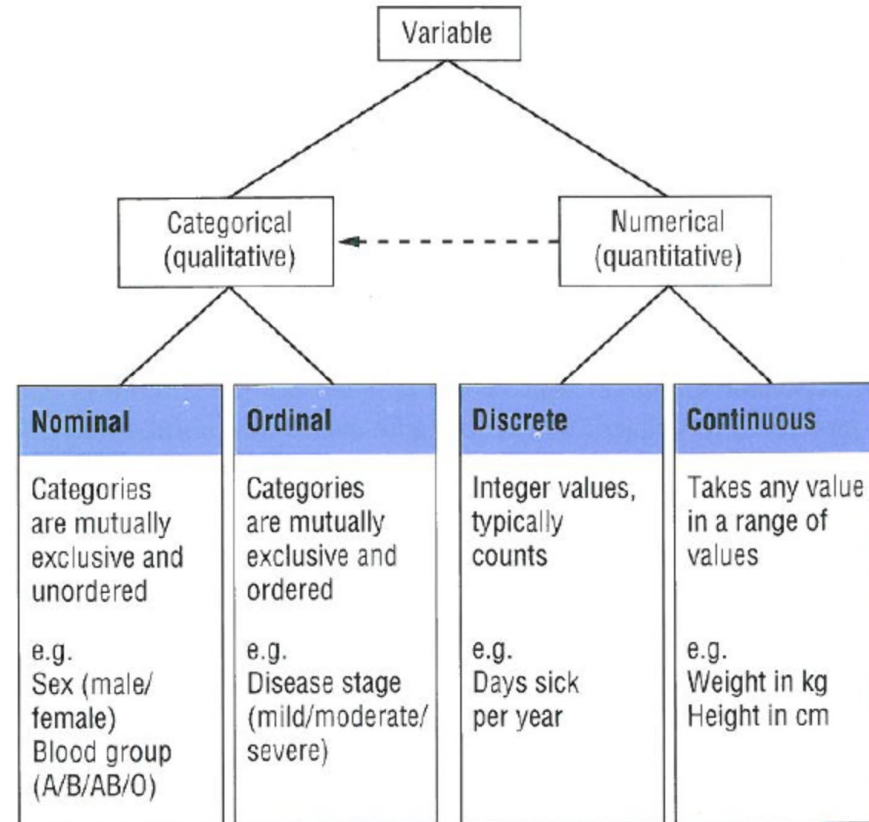 Variable
Categorical
(qualitative)
Numerical
(quantitative)
Nominal
Categories
are mutually
exclusive and
unordered
e.g.
Sex (male/
female)
Blood group
(A/B/AB/O)
Ordinal
Categories
are mutually
exclusive and
ordered
e.g.
Disease stage
(mild/moderate/
severe)
Discrete
Integer values,
typically
counts
e.g.
Days sick
per year
Continuous
Takes any value
in a range of
values
e.g.
Weight in kg
Height in cm